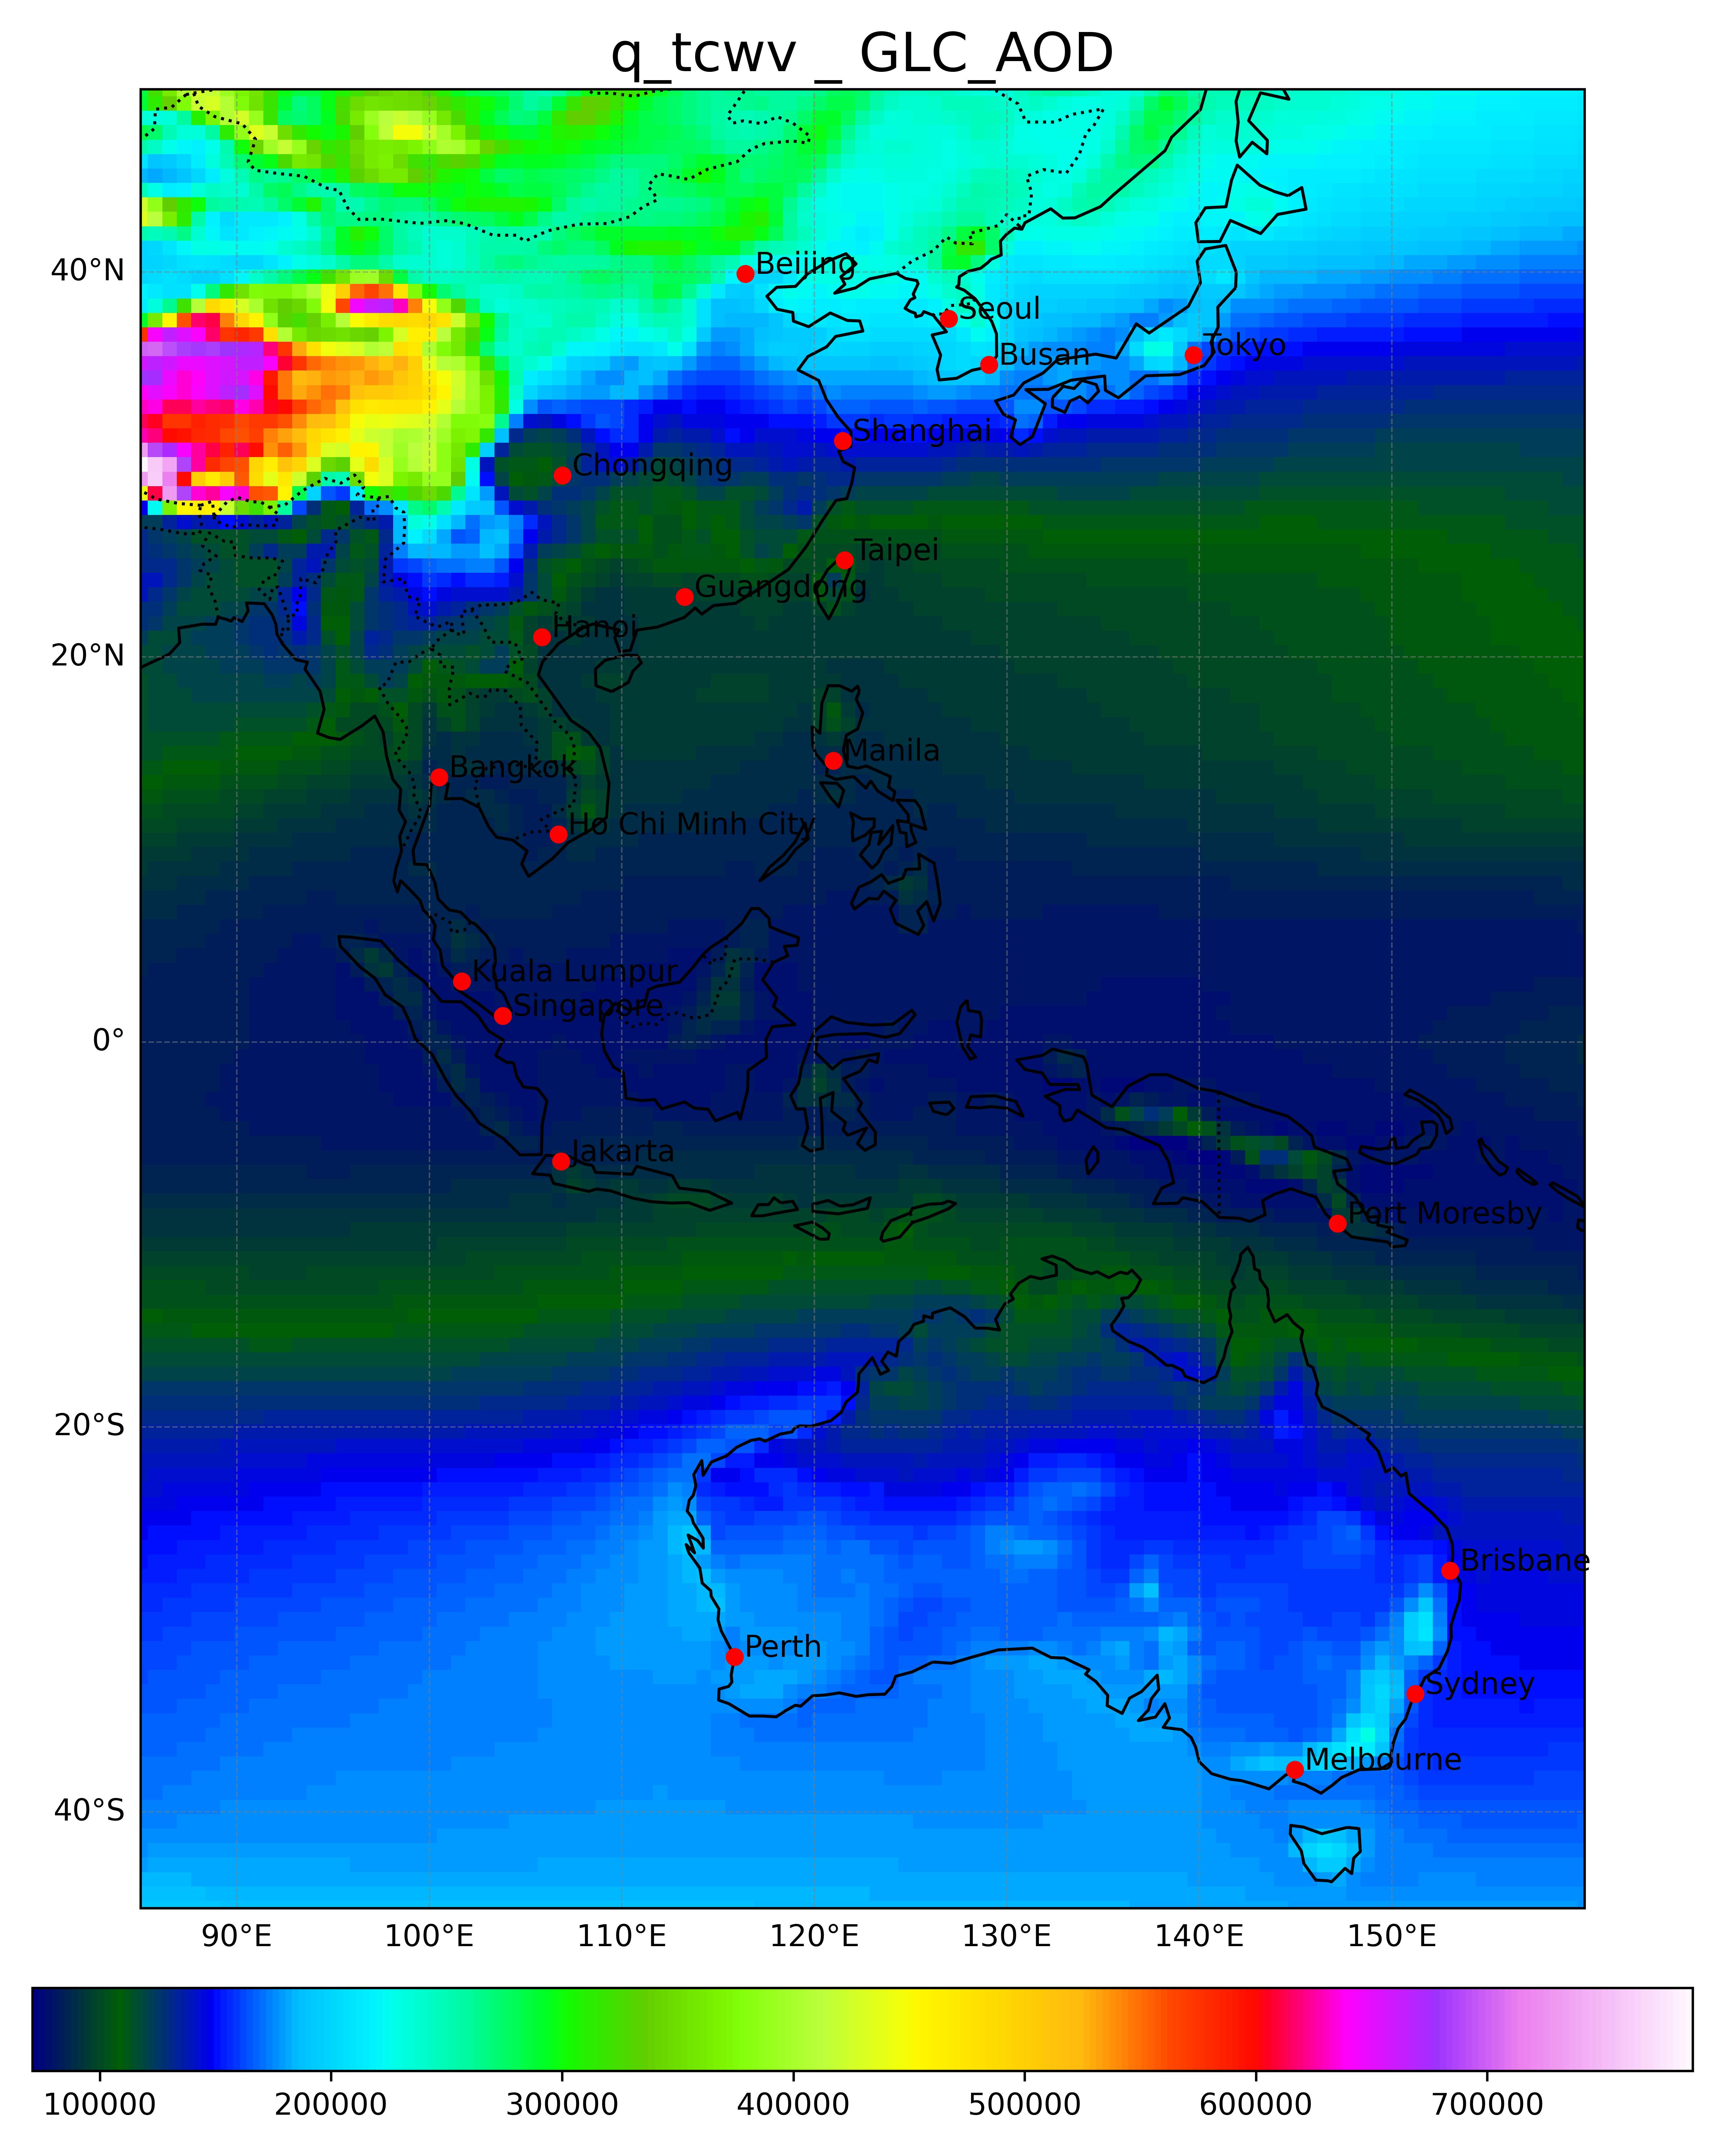 q_tcwv _ GLC_AOD
40°N
20°N
0°
20°S
40°S
Beijing
Seoul
Tokyo
Busan
Shanghai
Chongqing
Taipei
Guangdong
Hanoi
Manila
Bangkok
Ho Chi Minh City
Kuala Lumpur
Singapore
Jakarta
Port Moresby
Brisbane
Perth
Sydney
Melbourne
90°E 100°E 110°E 120°E 130°E 140°E 150°E
100000 200000 300000 400000 500000 600000 700000